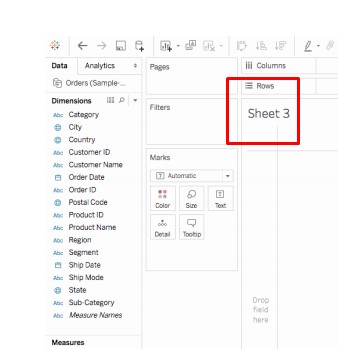 Data
Analytics
Pages
Columns
Orders (Sample-...
Rows
Dimensions
Filters
Sheet 3
Abc Category
City
Country
Abc Customer ID
Abc Customer Name
Order Date
Abc Order ID
Postal Code
Abc Product ID
Abc Product Name
Abc Region
Abc Segment
Ship Date
Abc Ship Mode
State
Abc Sub-Category
Abc Measure Names
Marks
T Automatic
Color
Size
Text
Detail
Tooltip
Drop
field
here
Measures